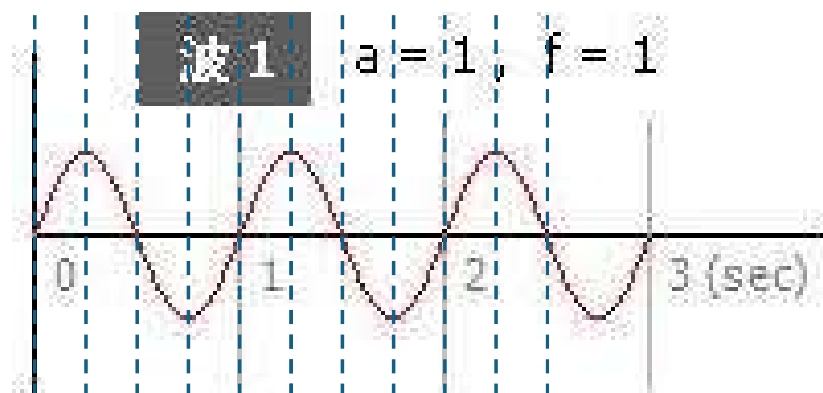 波 1 a = 1 , f = 1
0 1 2 3 (sec)